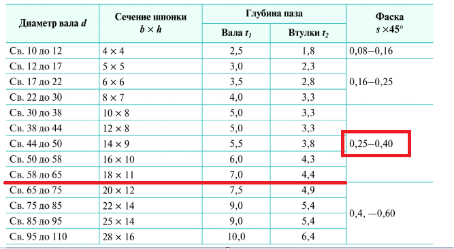 Диаметр вала d Сечение шпонки b × h Глубина паза Фаска s ×45°
Вала t₁ Втулки t₂
Св. 10 до 12 4 × 4 2,5 1,8 0,08—0,16
Св. 12 до 17 5 × 5 3,0 2,3
Св. 17 до 22 6 × 6 3,5 2,8 0,16—0,25
Св. 22 до 30 8 × 7 4,0 3,3
Св. 30 до 38 10 × 8 5,0 3,3
Св. 38 до 44 12 × 8 5,0 3,3
Св. 44 до 50 14 × 9 5,5 3,8 0,25—0,40
Св. 50 до 58 16 × 10 6,0 4,3
Св. 58 до 65 18 × 11 7,0 4,4
Св. 65 до 75 20 × 12 7,5 4,9
Св. 75 до 85 22 × 14 9,0 5,4 0,4, —0,60
Св. 85 до 95 25 × 14 9,0 5,4
Св. 95 до 110 28 × 16 10,0 6,4